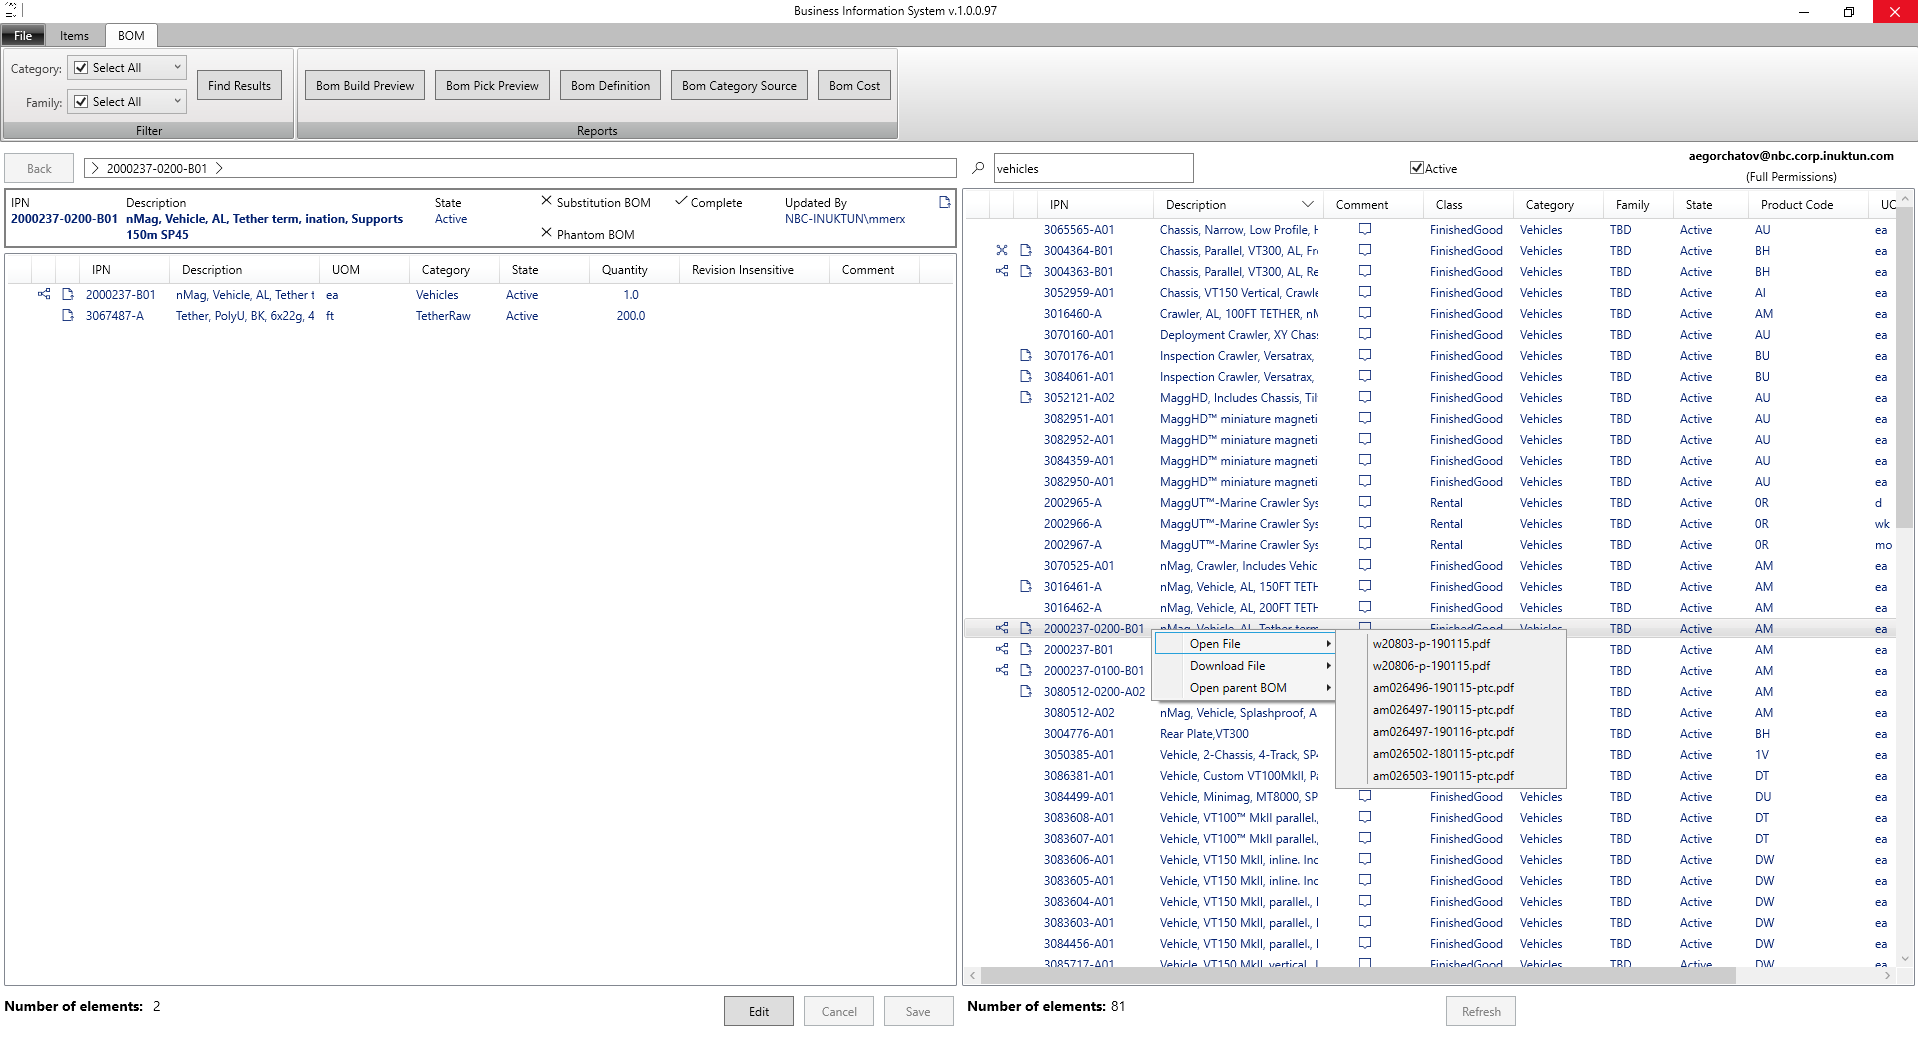 Business Information System v.1.0.0.97
File Items BOM
Category: Select All
Family: Select All
Find Results
Filter
Bom Build Preview Bom Pick Preview Bom Definition Bom Category Source Bom Cost
Reports
Back
2000237-0200-B01
vehicles
Active
aegorchatov@nbc.corp.inuktun.com
(Full Permissions)
IPN Description State Substitution BOM Complete Updated By
2000237-0200-B01 nMag, Vehicle, AL, Tether term, ination, Supports Active NBC-INUKTUN\mmerx
150m SP45 Phantom BOM
IPN Description UOM Category State Quantity Revision Insensitive Comment
2000237-B01 nMag, Vehicle, AL, Tether t ea Vehicles Active 1.0
3067487-A Tether, PolyU, BK, 6x22g, 4 ft TetherRaw Active 200.0
Number of elements: 2
Edit Cancel Save
IPN Description Comment Class Category Family State Product Code UC
3065565-A01 Chassis, Narrow, Low Profile, H FinishedGood Vehicles TBD Active AU ea
3004364-B01 Chassis, Parallel, VT300, AL, Fr FinishedGood Vehicles TBD Active BH ea
3004363-B01 Chassis, Parallel, VT300, AL, Re FinishedGood Vehicles TBD Active BH ea
3052959-A01 Chassis, VT150 Vertical, Crawle FinishedGood Vehicles TBD Active AI ea
3016460-A Crawler, AL, 100FT TETHER, nM FinishedGood Vehicles TBD Active AM ea
3070160-A01 Deployment Crawler, XY Chas: FinishedGood Vehicles TBD Active AU ea
3070176-A01 Inspection Crawler, Versatrax, FinishedGood Vehicles TBD Active BU ea
3084061-A01 Inspection Crawler, Versatrax, FinishedGood Vehicles TBD Active BU ea
3052121-A02 MaggHD, Includes Chassis, Til FinishedGood Vehicles TBD Active AU ea
3082951-A01 MaggHD™ miniature magneti FinishedGood Vehicles TBD Active AU ea
3082952-A01 MaggHD™ miniature magneti FinishedGood Vehicles TBD Active AU ea
3084359-A01 MaggHD™ miniature magneti FinishedGood Vehicles TBD Active AU ea
3082950-A01 MaggHD™ miniature magneti FinishedGood Vehicles TBD Active AU ea
2002965-A MaggUT™-Marine Crawler Sys Rental Vehicles TBD Active 0R d
2002966-A MaggUT™-Marine Crawler Sys Rental Vehicles TBD Active 0R wk
2002967-A MaggUT™-Marine Crawler Sys Rental Vehicles TBD Active 0R mo
3070525-A01 nMag, Crawler, Includes Vehic FinishedGood Vehicles TBD Active AM ea
3016461-A nMag, Vehicle, AL, 150FT TETH FinishedGood Vehicles TBD Active AM ea
3016462-A nMag, Vehicle, AL, 200FT TETH FinishedGood Vehicles TBD Active AM ea
2000237-0200-B01 nMag, Vehicle, AL, Tether term FinishedGood Vehicles TBD Active AM ea
2000237-B01 TBD Active AM ea
2000237-0100-B01 TBD Active AM ea
3080512-0200-A02 TBD Active AM ea
3080512-A02 nMag, Vehicle, Splashproof, A TBD Active AM ea
3004776-A01 Rear Plate,VT300 TBD Active BH ea
3050385-A01 Vehicle, 2-Chassis, 4-Track, SP4 TBD Active 1V ea
3086381-A01 Vehicle, Custom VT100MkII, Pa TBD Active DT ea
3084499-A01 Vehicle, Minimag, MT8000, SP FinishedGood Vehicles TBD Active DU ea
3083608-A01 Vehicle, VT100™ MkII parallel., FinishedGood Vehicles TBD Active DT ea
3083607-A01 Vehicle, VT100™ MkII parallel., FinishedGood Vehicles TBD Active DT ea
3083606-A01 Vehicle, VT150 MkII, inline. Inc FinishedGood Vehicles TBD Active DW ea
3083605-A01 Vehicle, VT150 MkII, inline. Inc FinishedGood Vehicles TBD Active DW ea
3083604-A01 Vehicle, VT150 MkII, parallel., I FinishedGood Vehicles TBD Active DW ea
3083603-A01 Vehicle, VT150 MkII, parallel., I FinishedGood Vehicles TBD Active DW ea
3084456-A01 Vehicle, VT150 MkII, parallel., I FinishedGood Vehicles TBD Active DW ea
3085717-A01 Vehicle, VT150 MkII, vertical, I FinishedGood Vehicles TBD Active DW ea
Open File
Download File
Open parent BOM
w20803-p-190115.pdf
w20806-p-190115.pdf
am026496-190115-ptc.pdf
am026497-190115-ptc.pdf
am026497-190116-ptc.pdf
am026502-180115-ptc.pdf
am026503-190115-ptc.pdf
Number of elements: 81
Refresh